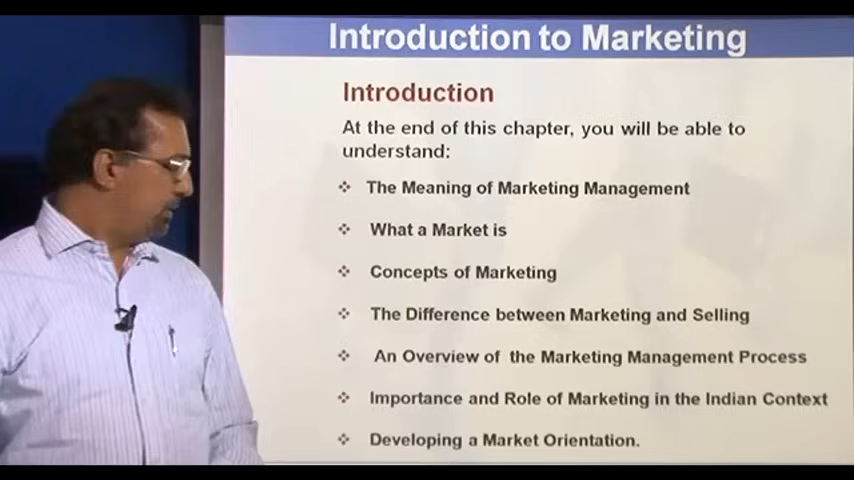 Introduction to Marketing
Introduction
At the end of this chapter, you will be able to
understand:
❖ The Meaning of Marketing Management
❖ What a Market is
❖ Concepts of Marketing
❖ The Difference between Marketing and Selling
❖ An Overview of the Marketing Management Process
❖ Importance and Role of Marketing in the Indian Context
❖ Developing a Market Orientation.